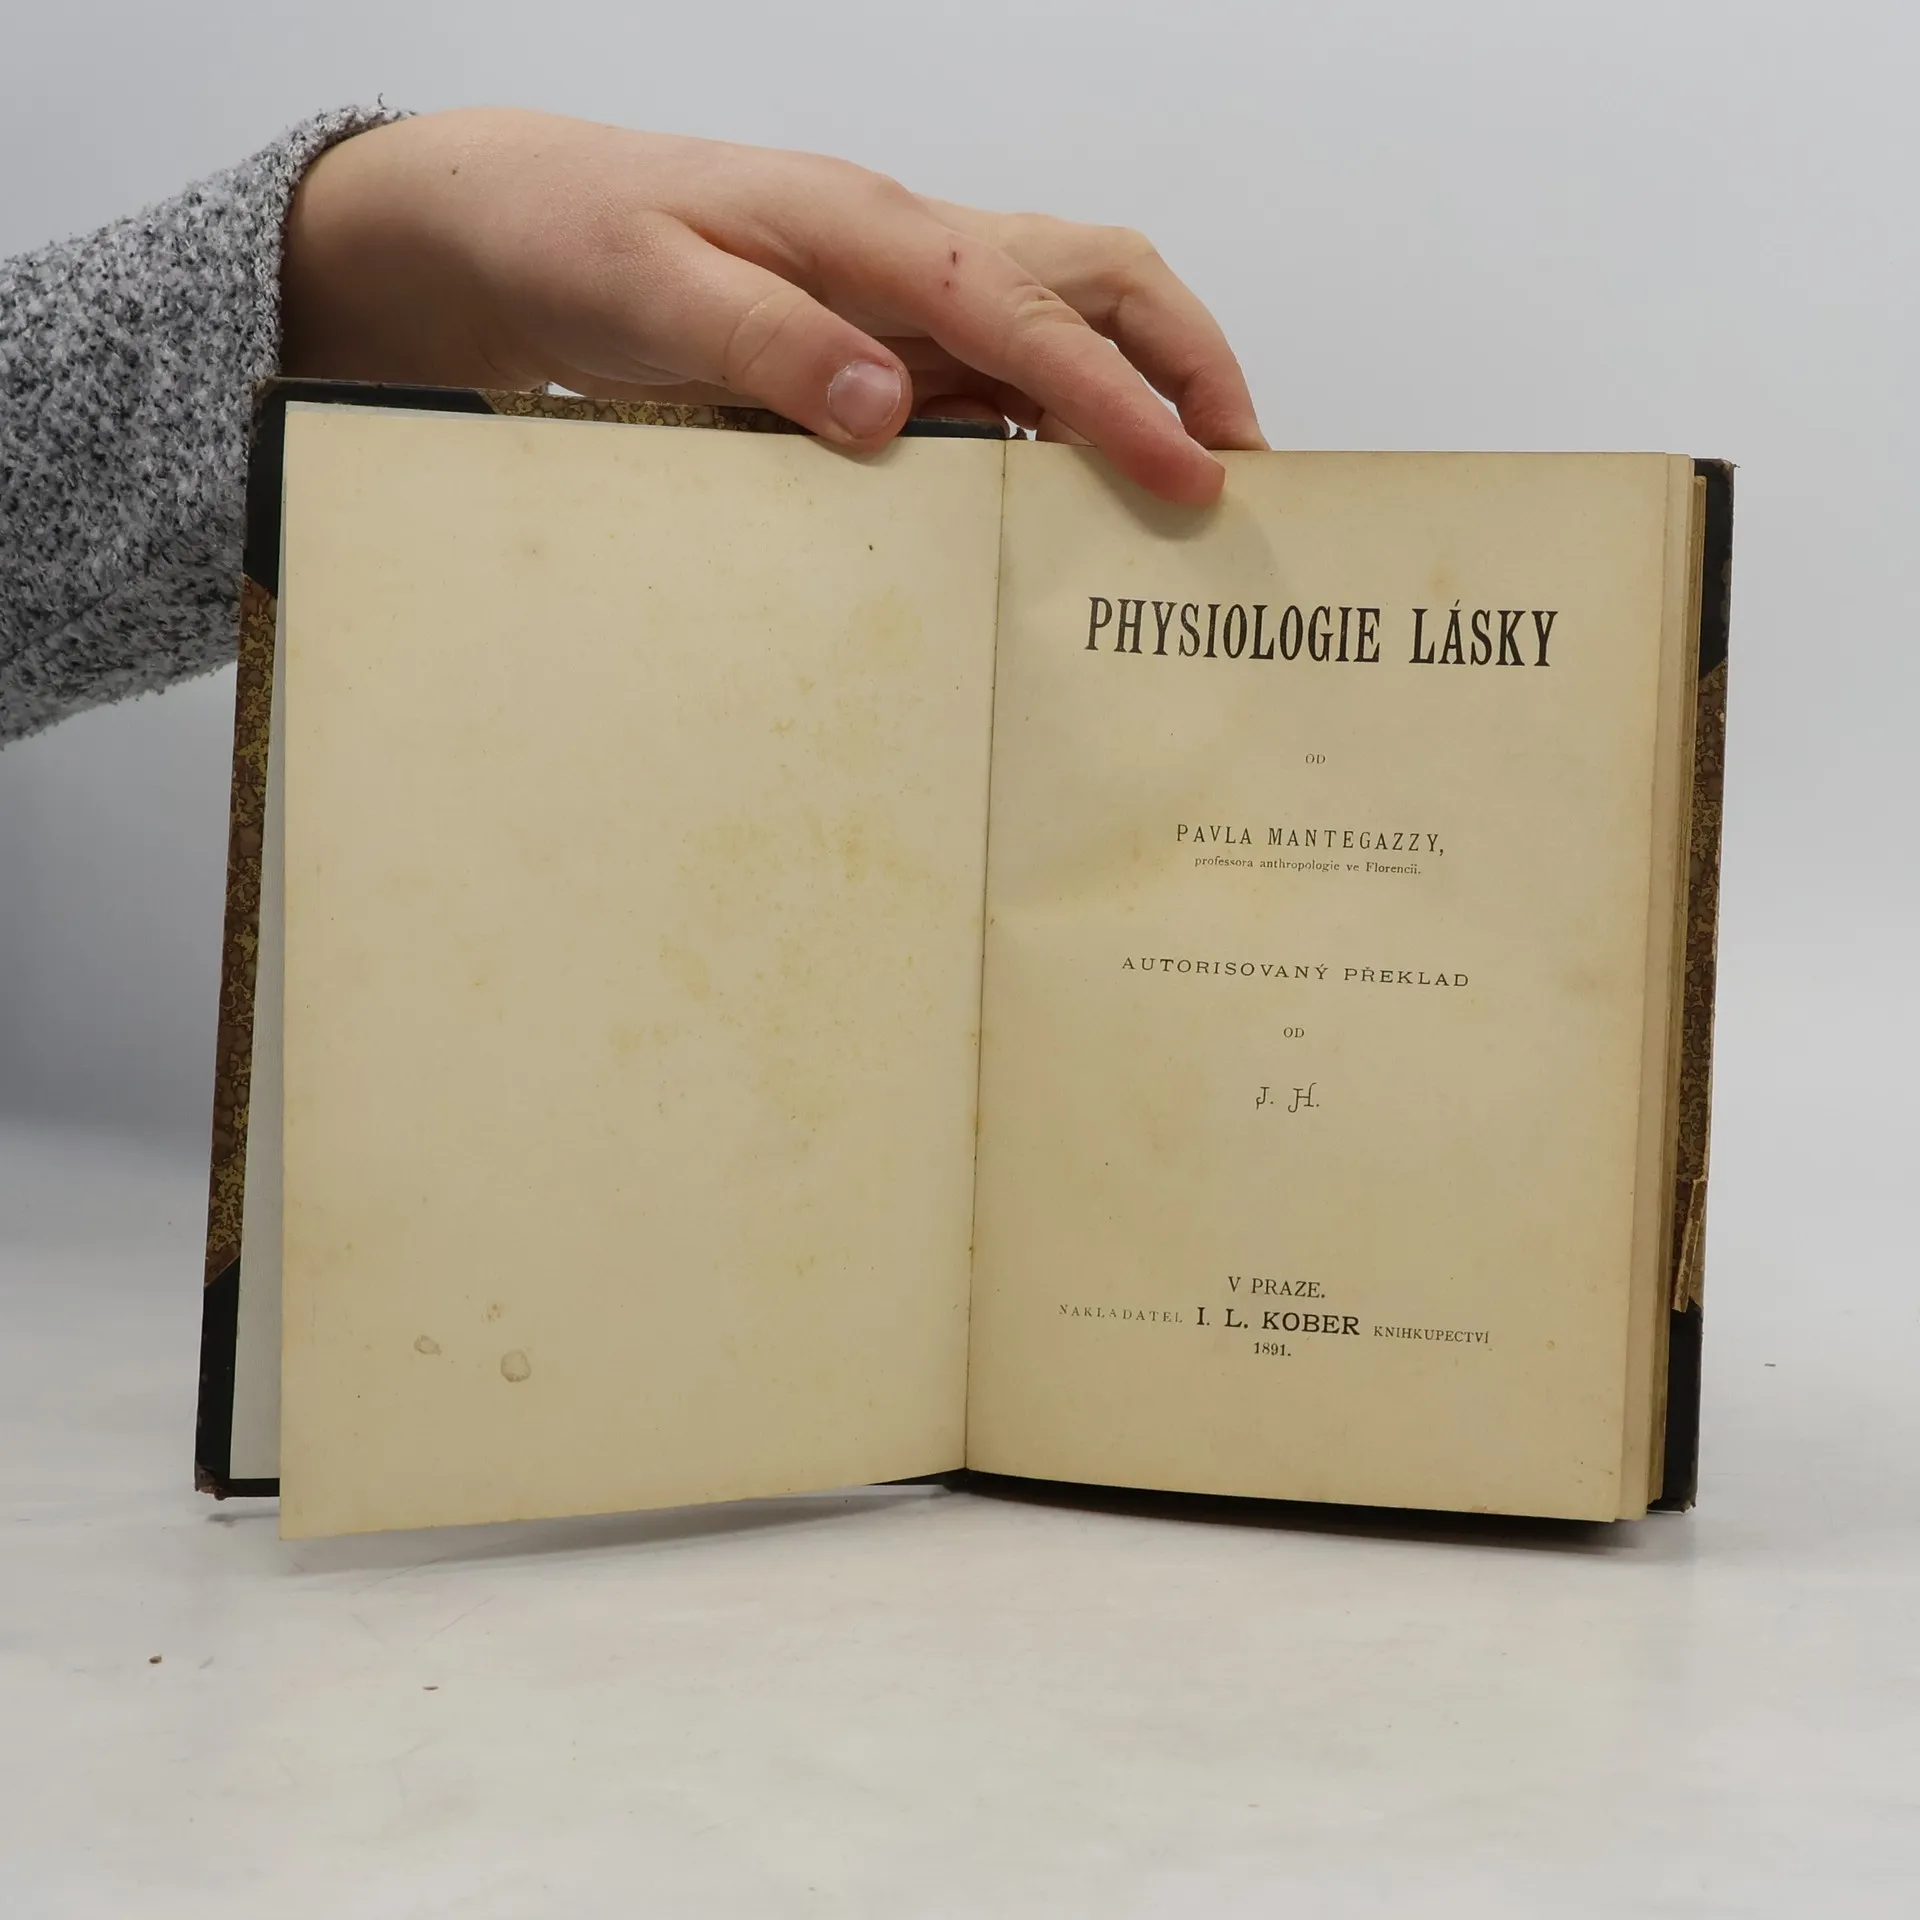 PHYSIOLOGIE LÁSKY
OD
PAVLA MANTEGAZZY,
professora anthropologie ve Florencii.
AUTORISOVANÝ PŘEKLAD
OD
J. H.
V PRAZE.
NAKLADATEL I. L. KOBER KNIHKUPECTVÍ
1891.